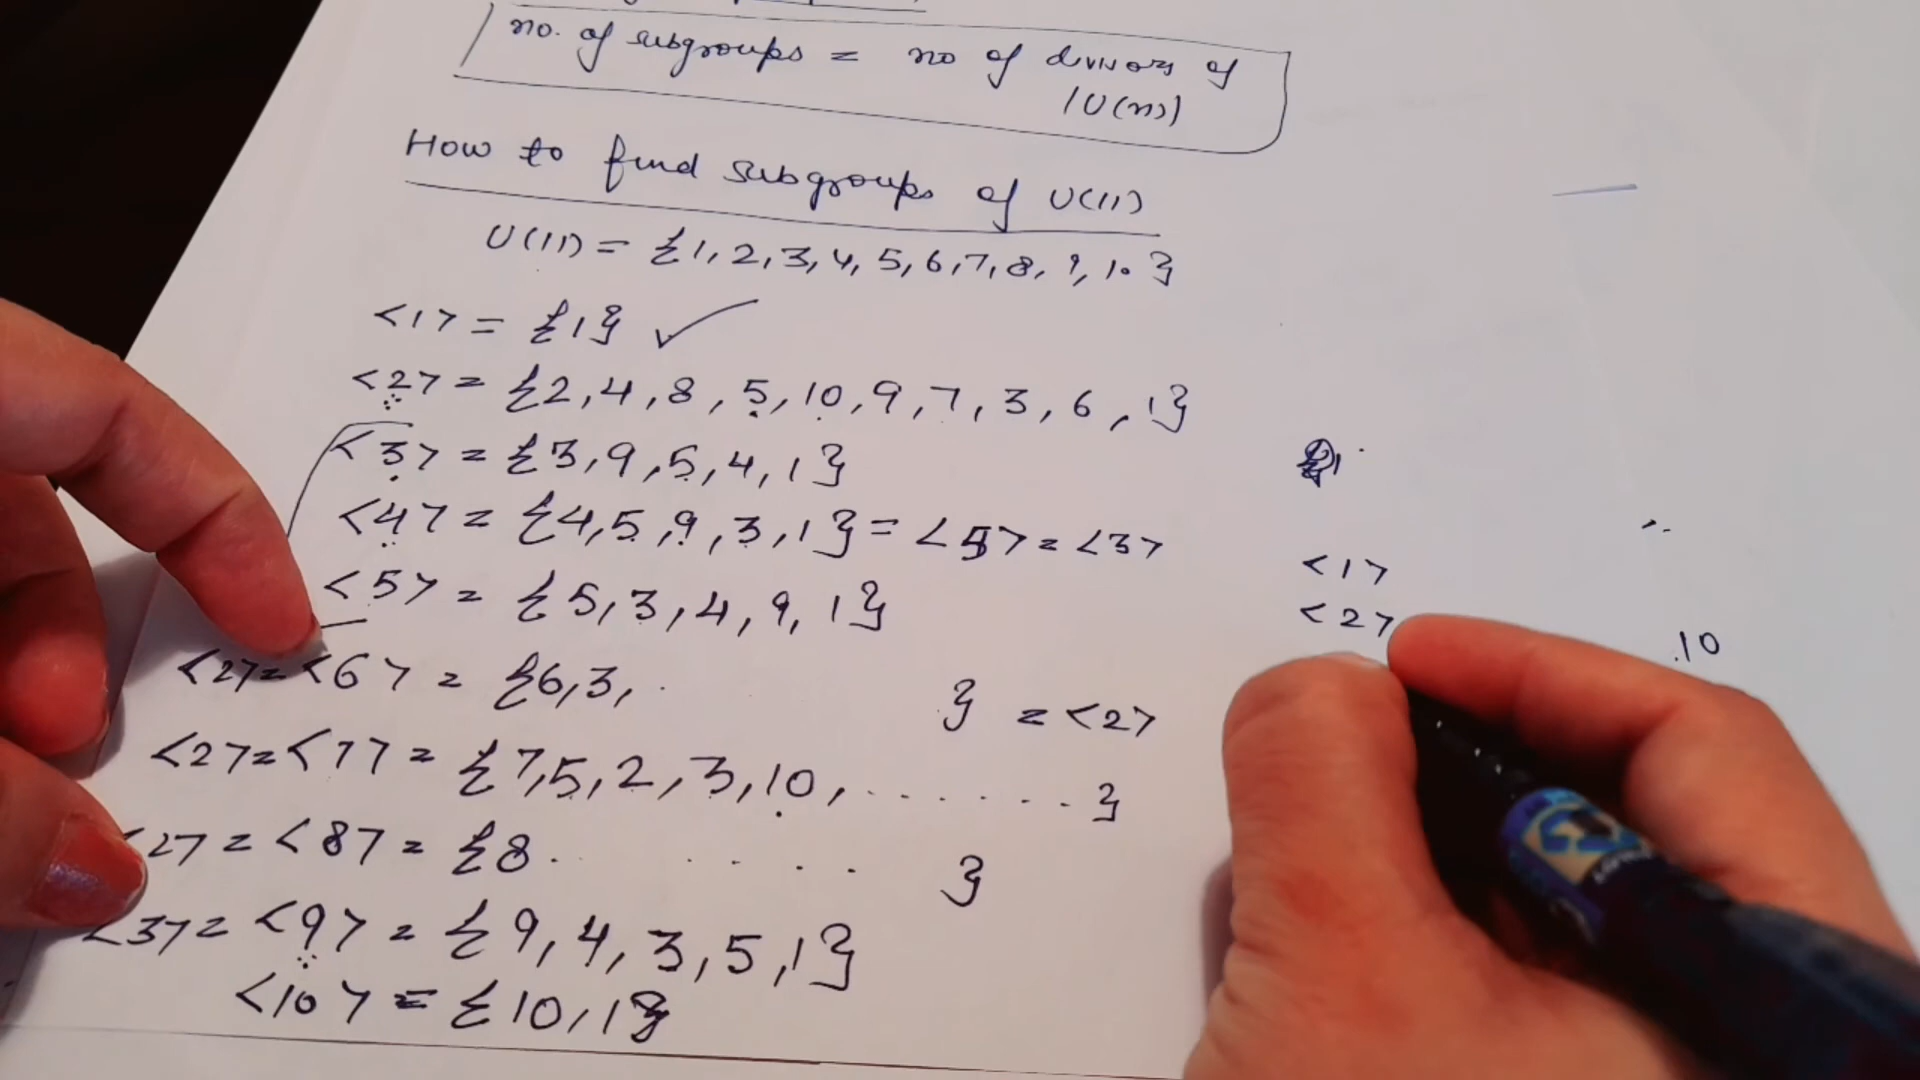 no. of subgroups = no of divisors of
|U(n)|
How to find subgroups of U(11)
U(11) = {1, 2, 3, 4, 5, 6, 7, 8, 9, 10}
<1> = {1} ✓
<2> = {2, 4, 8, 5, 10, 9, 7, 3, 6, 1}
<3> = {3, 9, 5, 4, 1}
<4> = {4, 5, 9, 3, 1} = <5> = <3>
<5> = {5, 3, 4, 9, 1}
<2> = <6> = {6, 3, } = <2>
<2> = <7> = {7, 5, 2, 3, 10, ....... }
<2> = <8> = {8 ..... }
<3> = <9> = {9, 4, 3, 5, 1}
<10> = {10, 1}
<1>
<2>
10